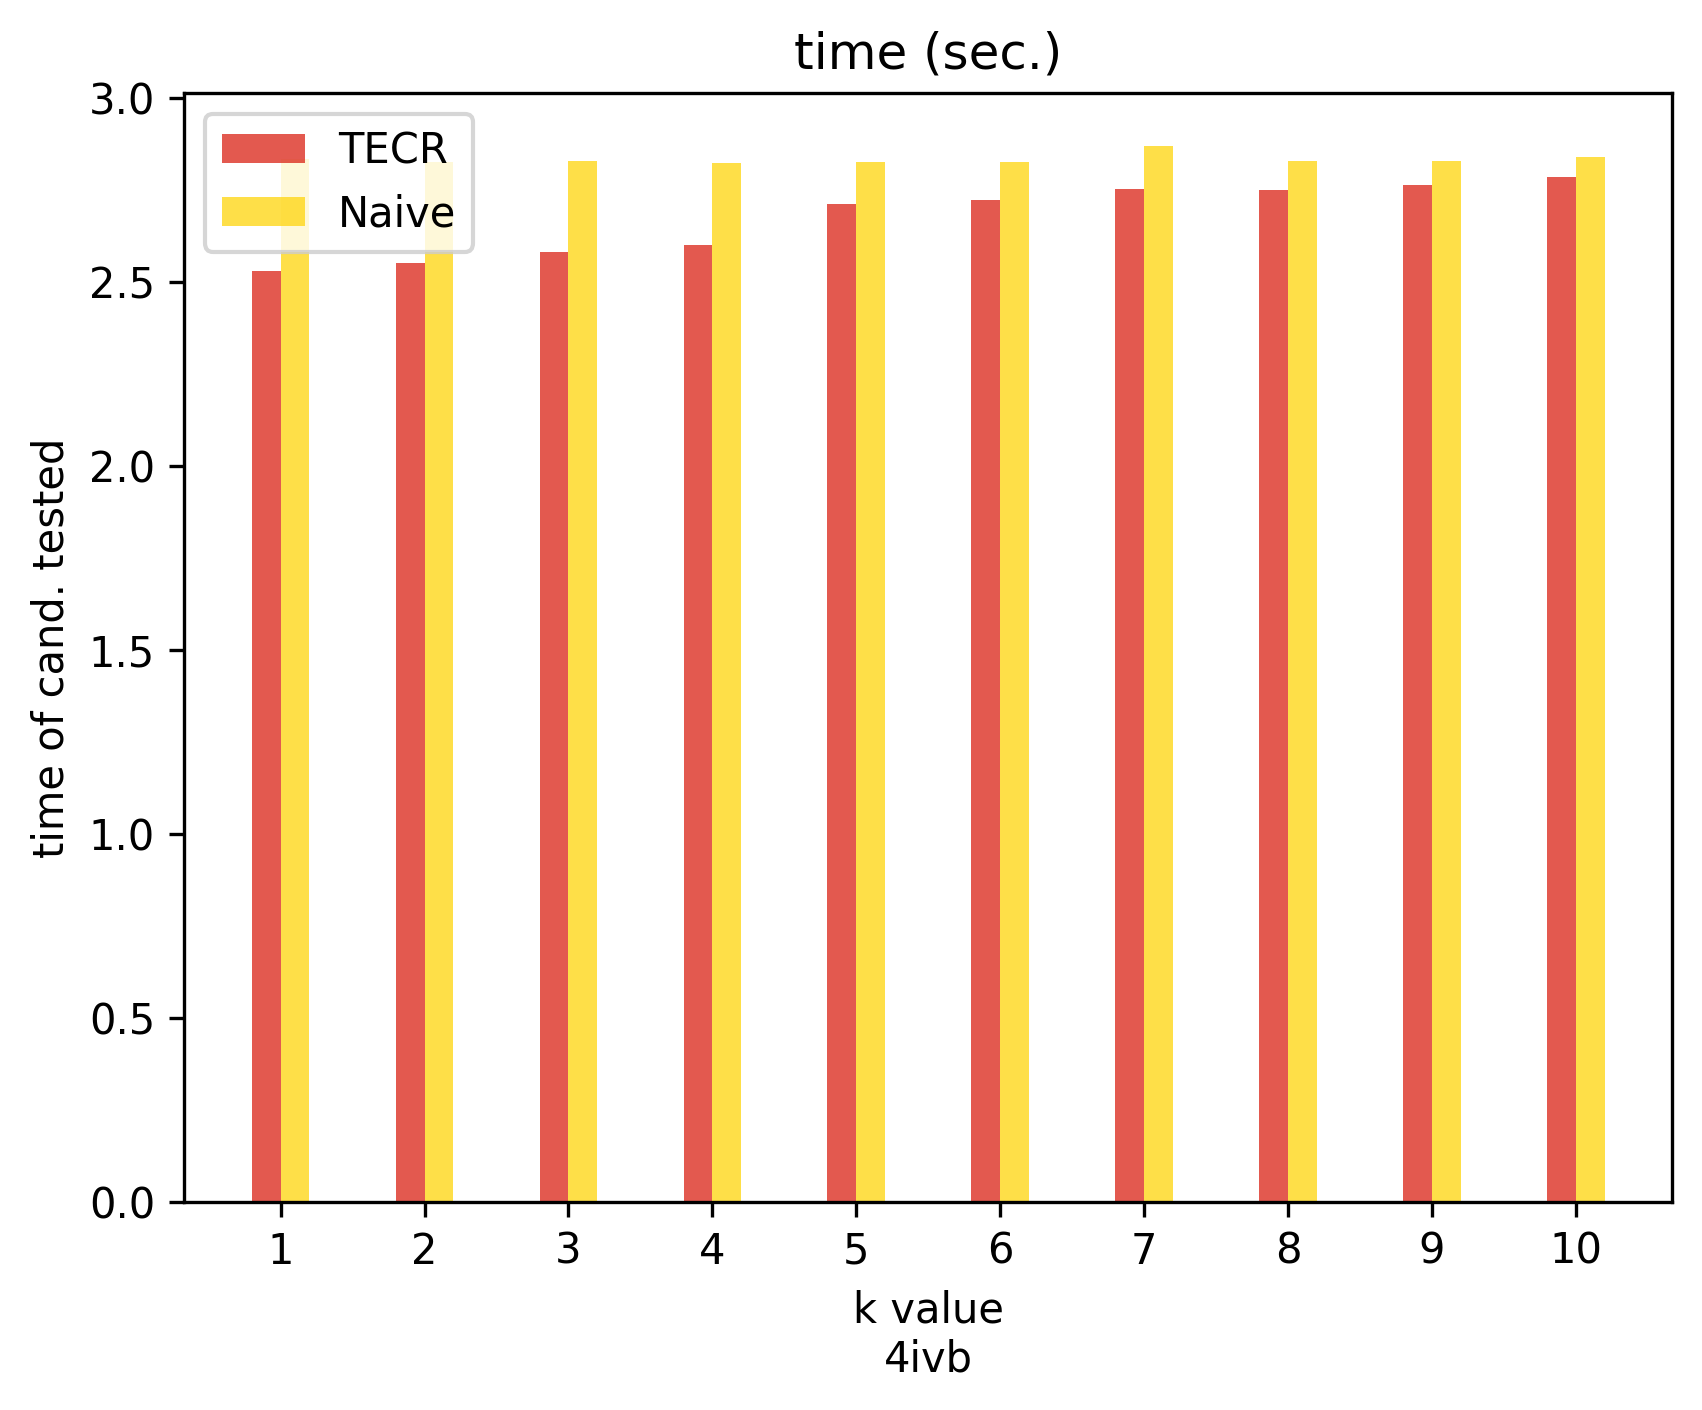 time (sec.)
TECR
Naive
3.0
2.5
2.0
1.5
1.0
0.5
0.0
time of cand. tested
1 2 3 4 5 6 7 8 9 10
k value
4ivb